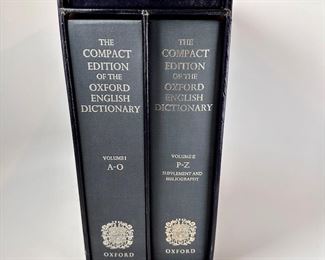 THE
COMPACT
EDITION
OF THE
OXFORD
ENGLISH
DICTIONARY
VOLUME I
A-O
OXFORD
THE
COMPACT
EDITION
OF THE
OXFORD
ENGLISH
DICTIONARY
VOLUME II
P-Z
SUPPLEMENT AND
BIBLIOGRAPHY
OXFORD